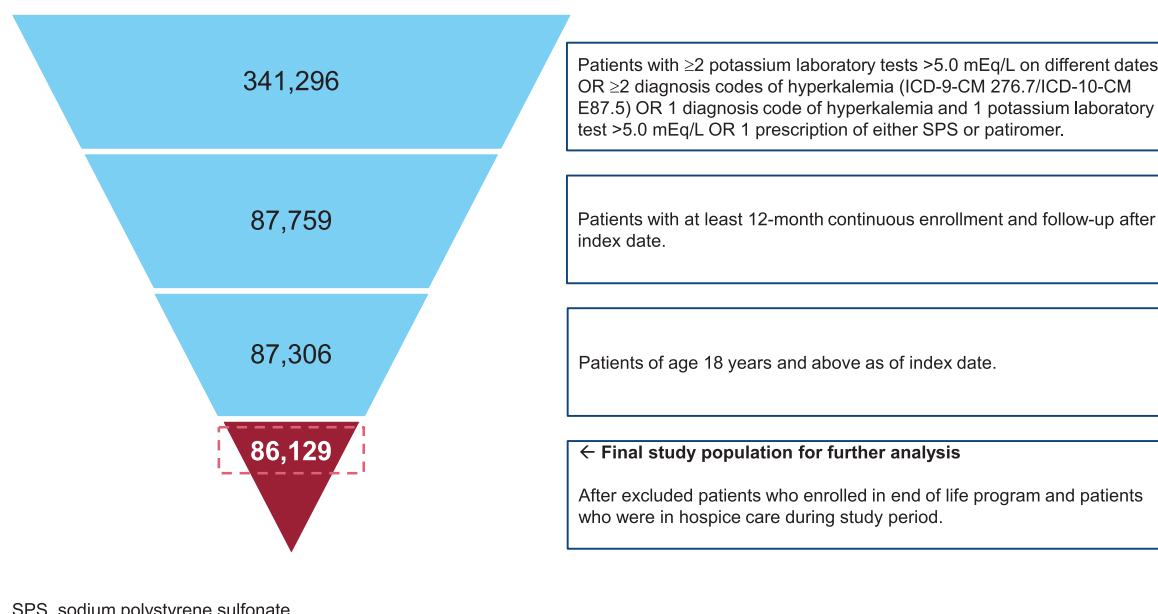 341,296
Patients with ≥2 potassium laboratory tests >5.0 mEq/L on different dates
OR ≥2 diagnosis codes of hyperkalemia (ICD-9-CM 276.7/ICD-10-CM
E87.5) OR 1 diagnosis code of hyperkalemia and 1 potassium laboratory
test >5.0 mEq/L OR 1 prescription of either SPS or patiromer.
87,759
Patients with at least 12-month continuous enrollment and follow-up after
index date.
87,306
Patients of age 18 years and above as of index date.
86,129
← Final study population for further analysis
After excluded patients who enrolled in end of life program and patients
who were in hospice care during study period.
SPS, sodium polystyrene sulfonate